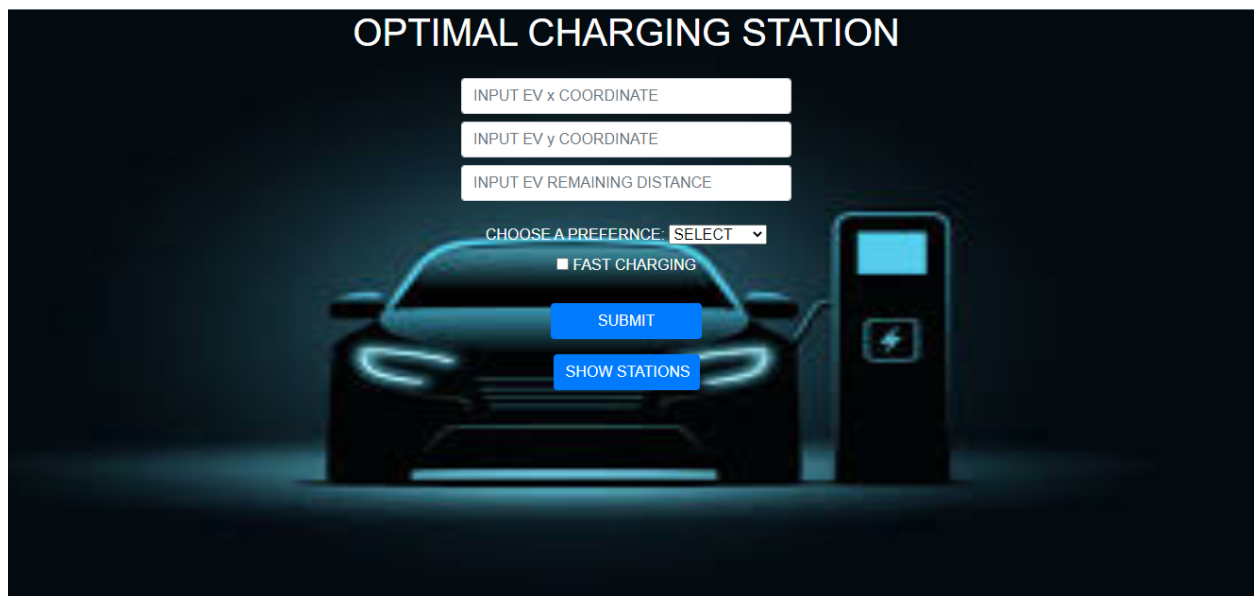 OPTIMAL CHARGING STATION
INPUT EV x COORDINATE
INPUT EV y COORDINATE
INPUT EV REMAINING DISTANCE
CHOOSE A PREFERNCE: SELECT
FAST CHARGING
SUBMIT
SHOW STATIONS